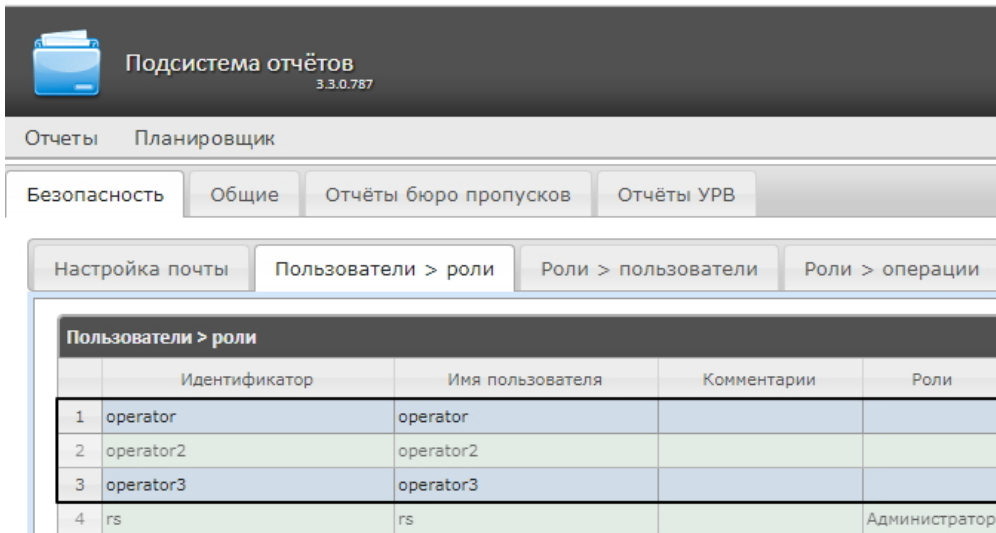 Подсистема отчётов
3.3.0.787
Отчеты Планировщик
Безопасность Общие Отчёты бюро пропусков Отчёты УРВ
Настройка почты Пользователи > роли Роли > пользователи Роли > операции
Пользователи > роли
Идентификатор Имя пользователя Комментарии Роли
1 operator operator
2 operator2 operator2
3 operator3 operator3
4 rs rs Администратор